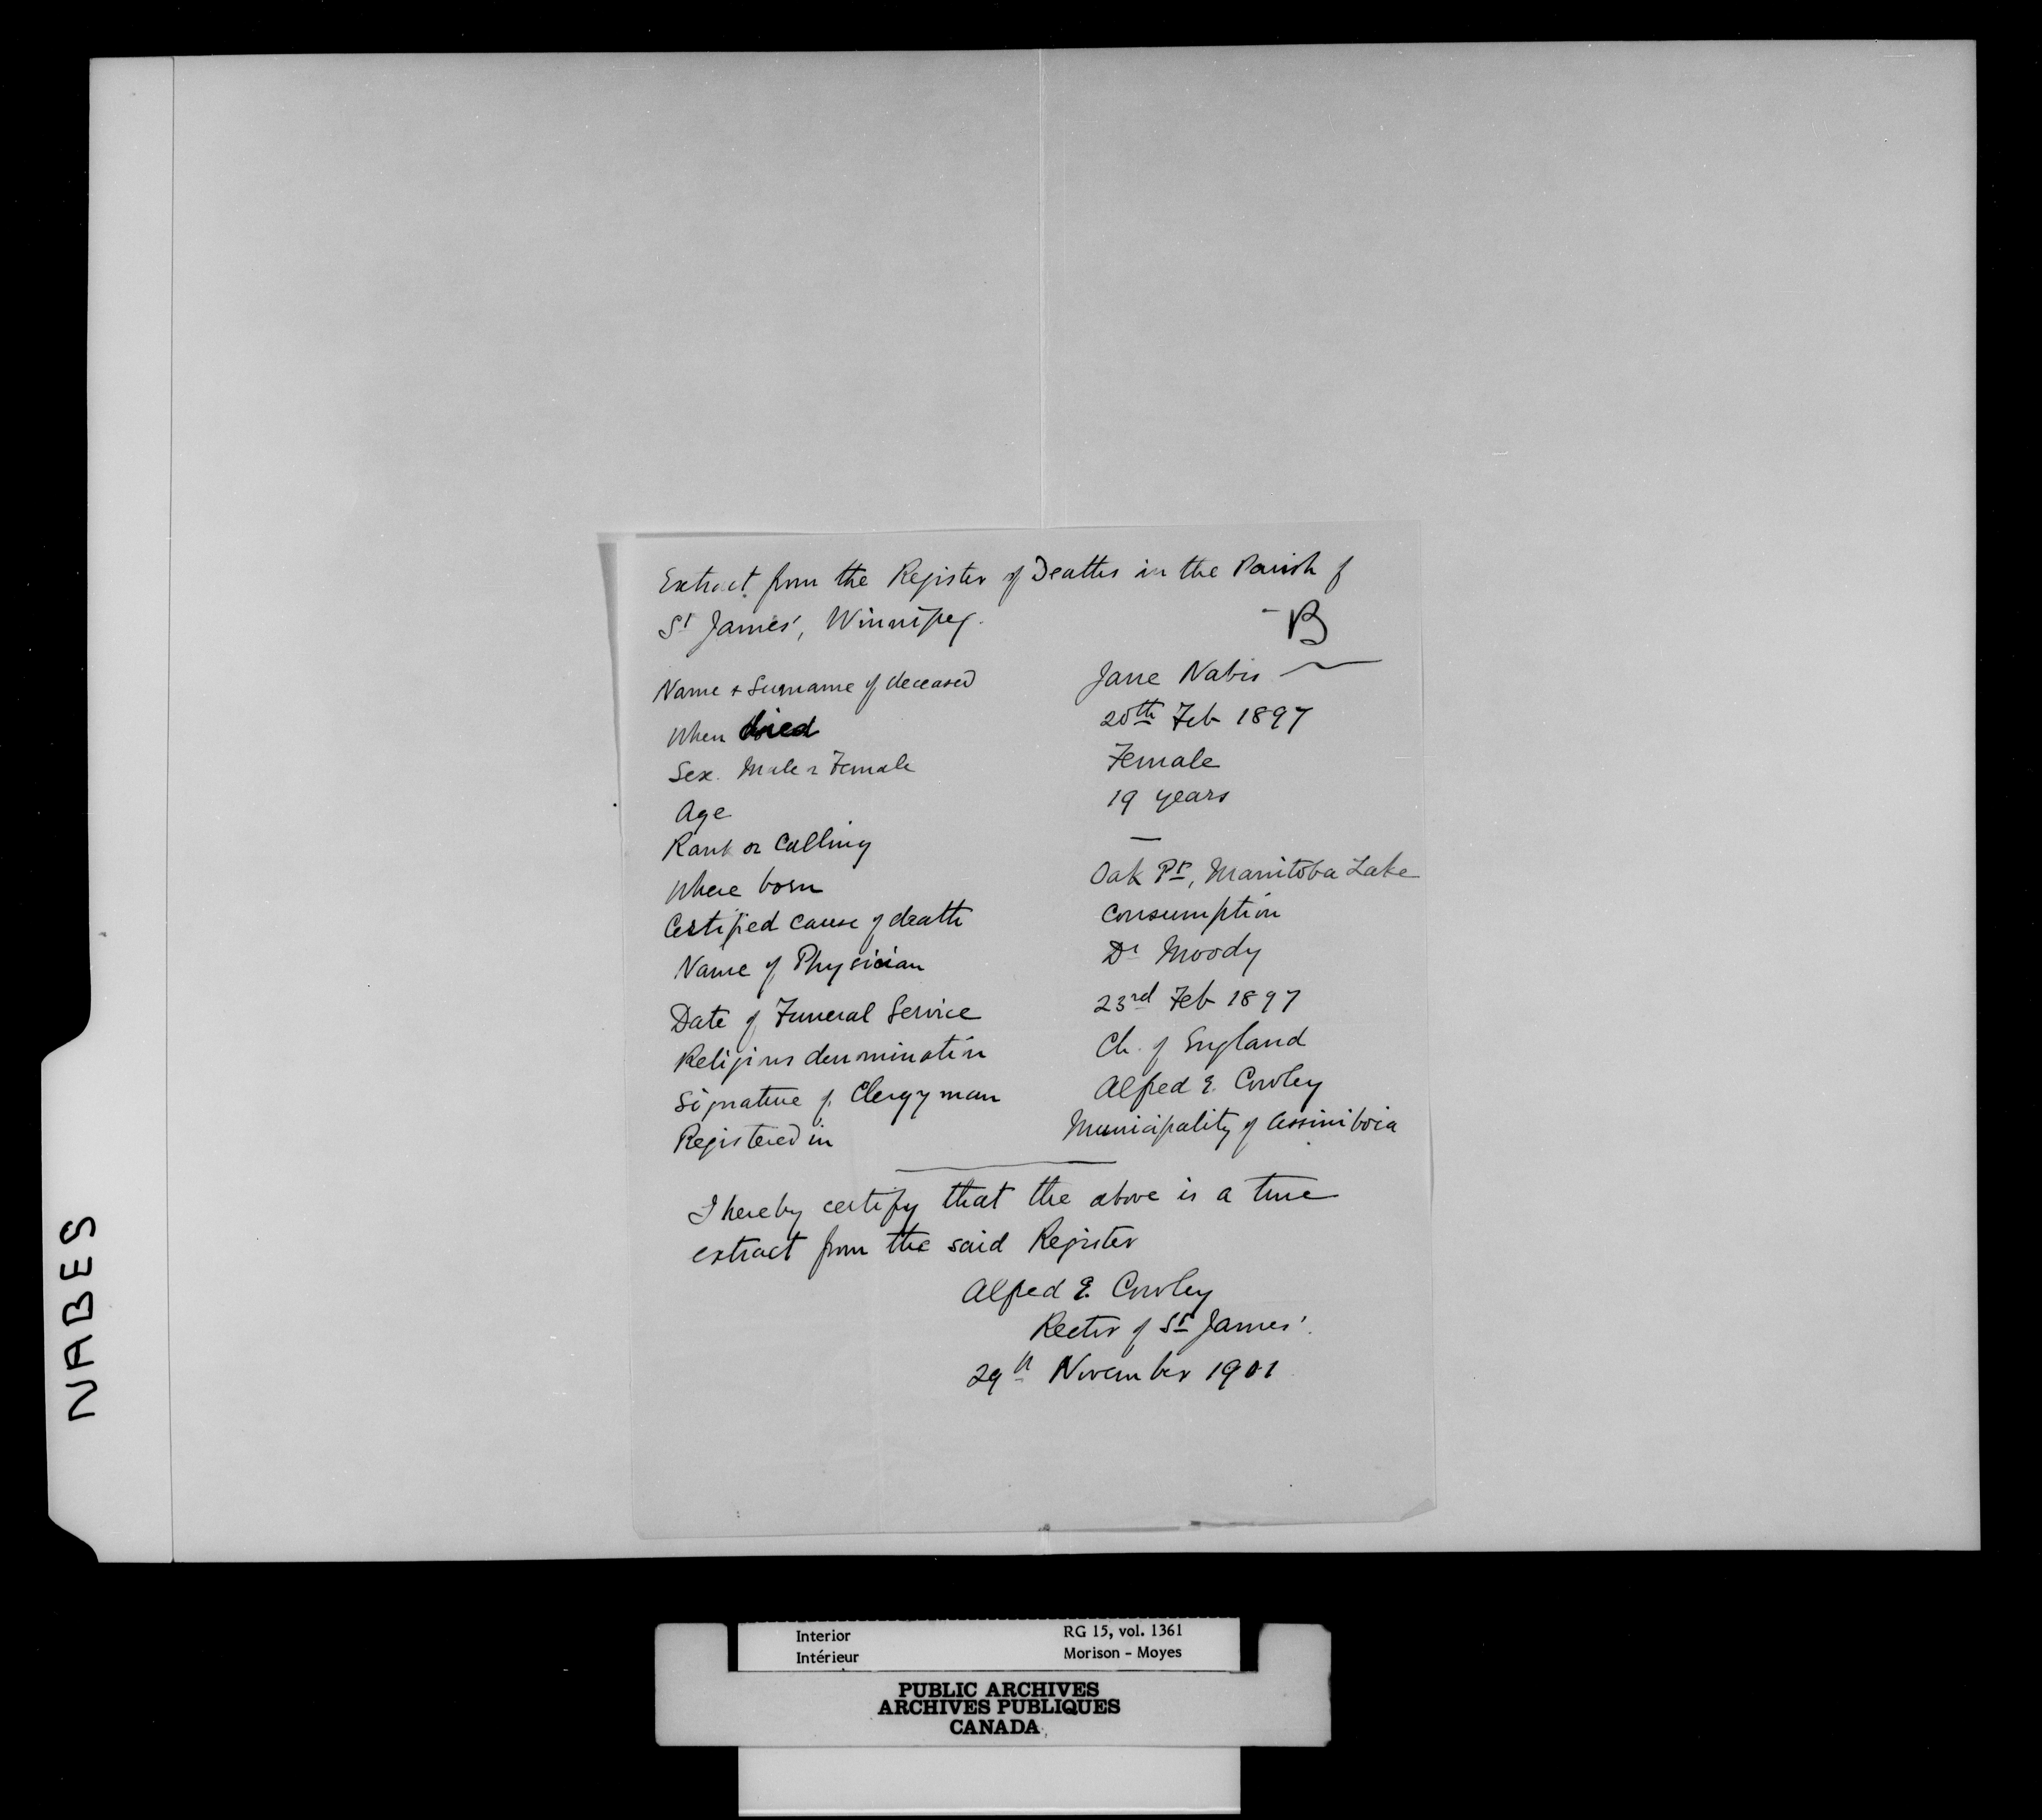 Extract from the Register of Deaths in the Parish of
St James', Winnipeg.
B
Name & Surname of deceased Jane Nabis
When died 20th Feb 1897
Sex. Male or Female Female
Age 19 years
Rank or Calling —
Where born Oak Pt, Manitoba Lake
Certified cause of death Consumption
Name of Physician Dr Moody
Date of Funeral Service 23rd Feb 1897
Religious denomination Ch. of England
Signature of Clergyman Alfred E. Cowley
Registered in Municipality of Assiniboia
I hereby certify that the above is a true
extract from the said Register
Alfred E. Cowley
Rector of St James'.
29th November 1901
NABES
Interior RG 15, vol. 1361
Intérieur Morison - Moyes
PUBLIC ARCHIVES
ARCHIVES PUBLIQUES
CANADA